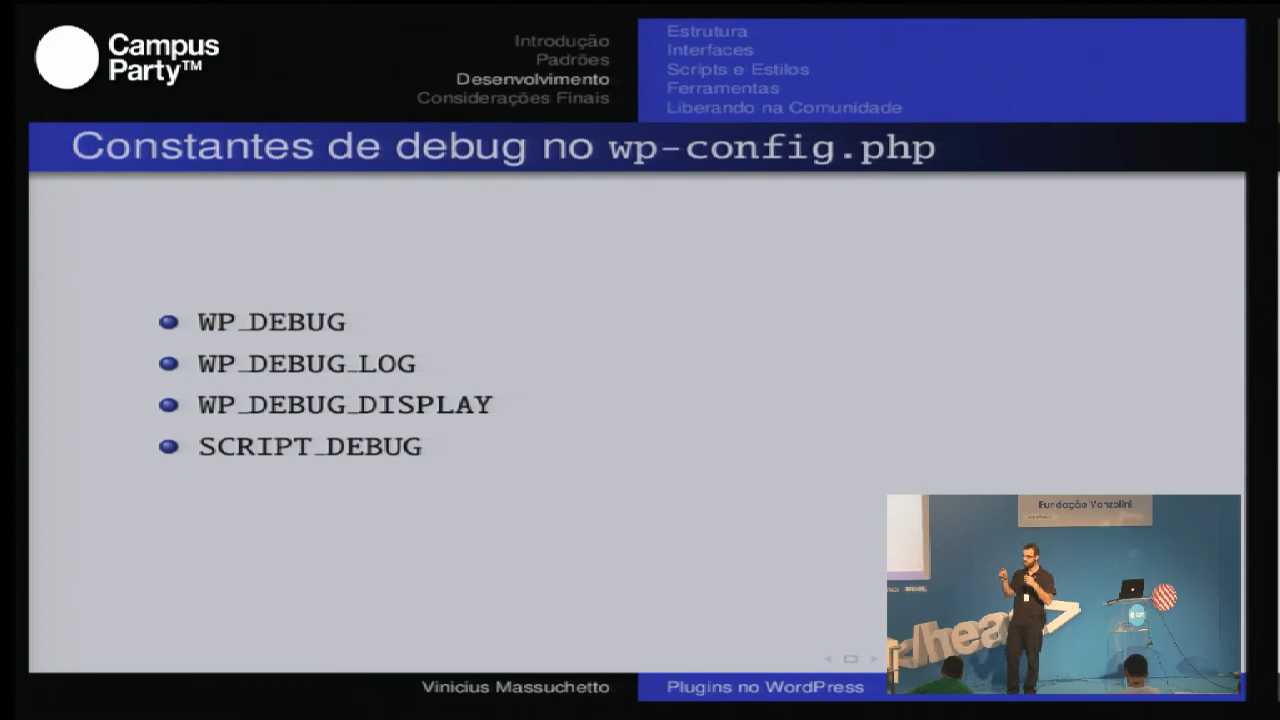 Campus
Party™
Introdução
Padrões
Desenvolvimento
Considerações Finais
Estrutura
Interfaces
Scripts e Estilos
Ferramentas
Liberando na Comunidade
Constantes de debug no wp-config.php
WP_DEBUG
WP_DEBUG_LOG
WP_DEBUG_DISPLAY
SCRIPT_DEBUG
Fundação Vanzolini
Vinicius Massuchetto
Plugins no WordPress